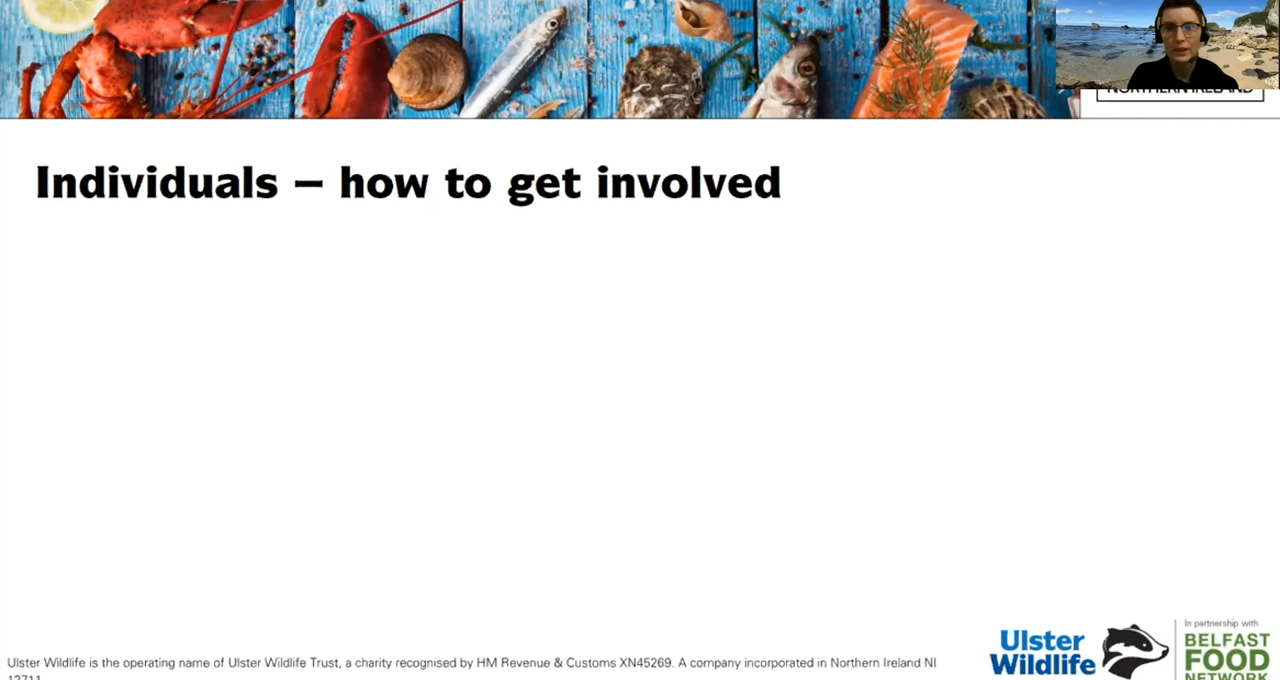 NORTHERN IRELAND
Individuals – how to get involved
Ulster Wildlife
In partnership with
BELFAST
FOOD
NETWORK
Ulster Wildlife is the operating name of Ulster Wildlife Trust, a charity recognised by HM Revenue & Customs XN45269. A company incorporated in Northern Ireland NI
12711